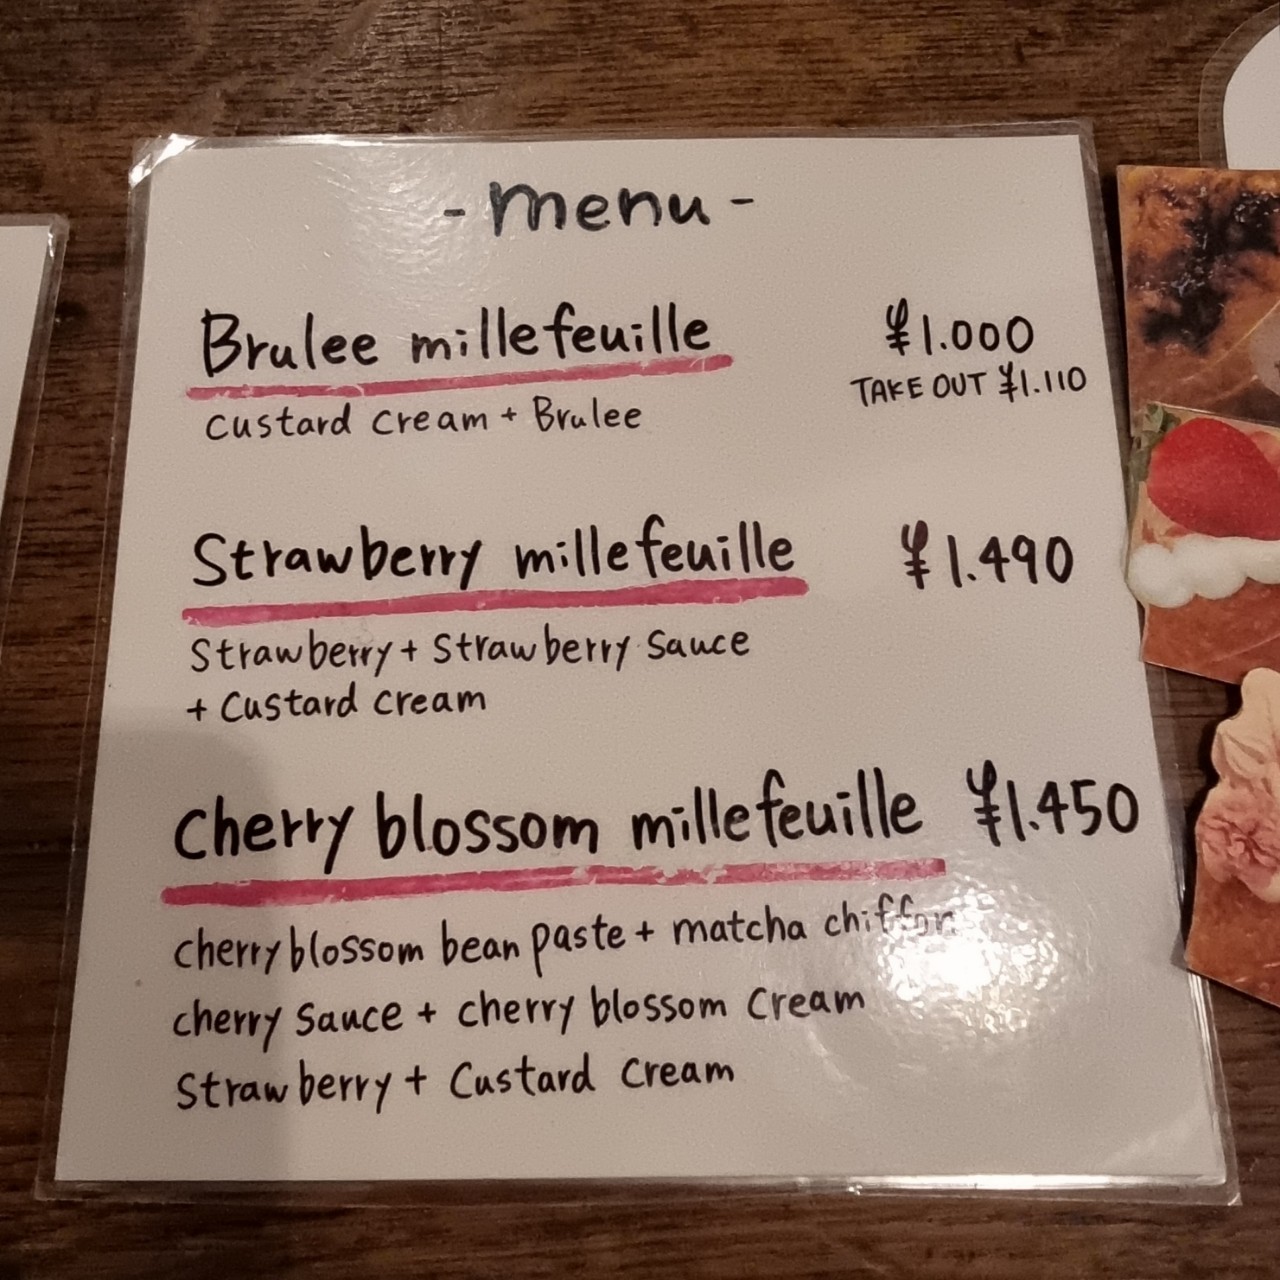 - menu -
Brulee millefeuille ¥1.000
TAKE OUT ¥1.110
custard cream + Brulee
Strawberry millefeuille ¥1.490
Strawberry + Strawberry Sauce
+ Custard cream
cherry blossom millefeuille ¥1.450
cherry blossom bean paste + matcha chiffon
cherry sauce + cherry blossom cream
Strawberry + Custard cream